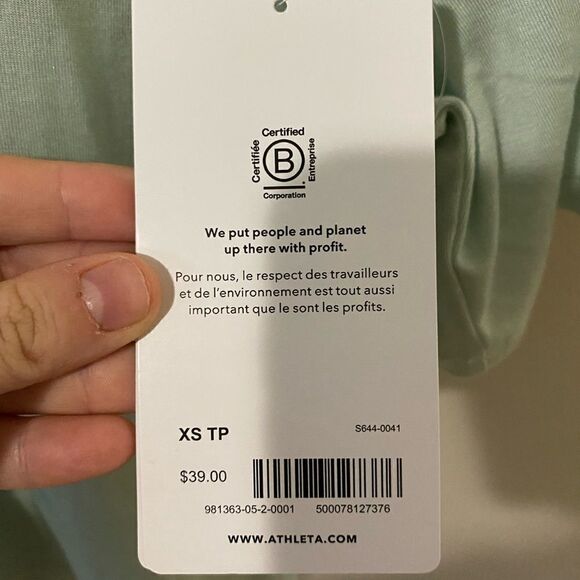 Certified
Certifiée
B
Entreprise
Corporation
We put people and planet
up there with profit.
Pour nous, le respect des travailleurs
et de l'environnement est tout aussi
important que le sont les profits.
XS TP
S644-0041
$39.00
981363-05-2-0001 500078127376
WWW.ATHLETA.COM